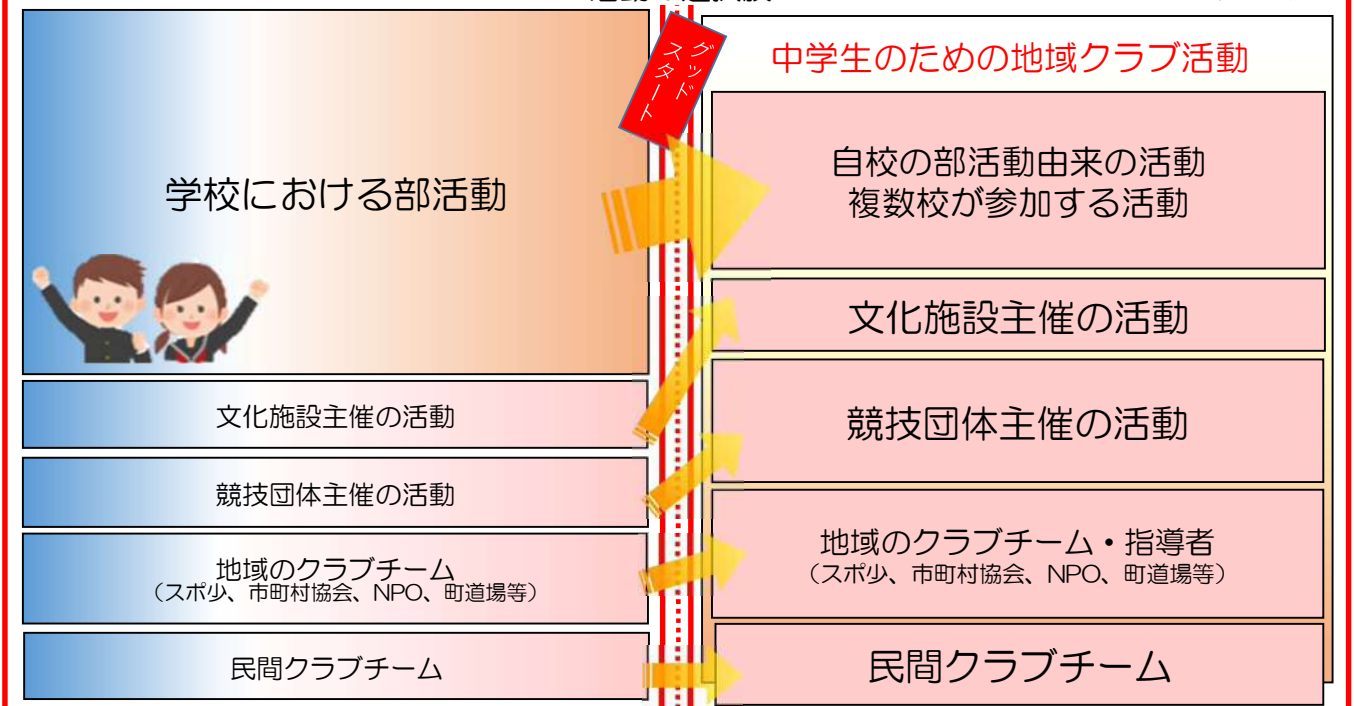 グッド
スタート
中学生のための地域クラブ活動
学校における部活動
自校の部活動由来の活動
複数校が参加する活動
文化施設主催の活動
文化施設主催の活動
競技団体主催の活動
競技団体主催の活動
地域のクラブチーム
（スポ少、市町村協会、NPO、町道場等）
地域のクラブチーム・指導者
（スポ少、市町村協会、NPO、町道場等）
民間クラブチーム
民間クラブチーム